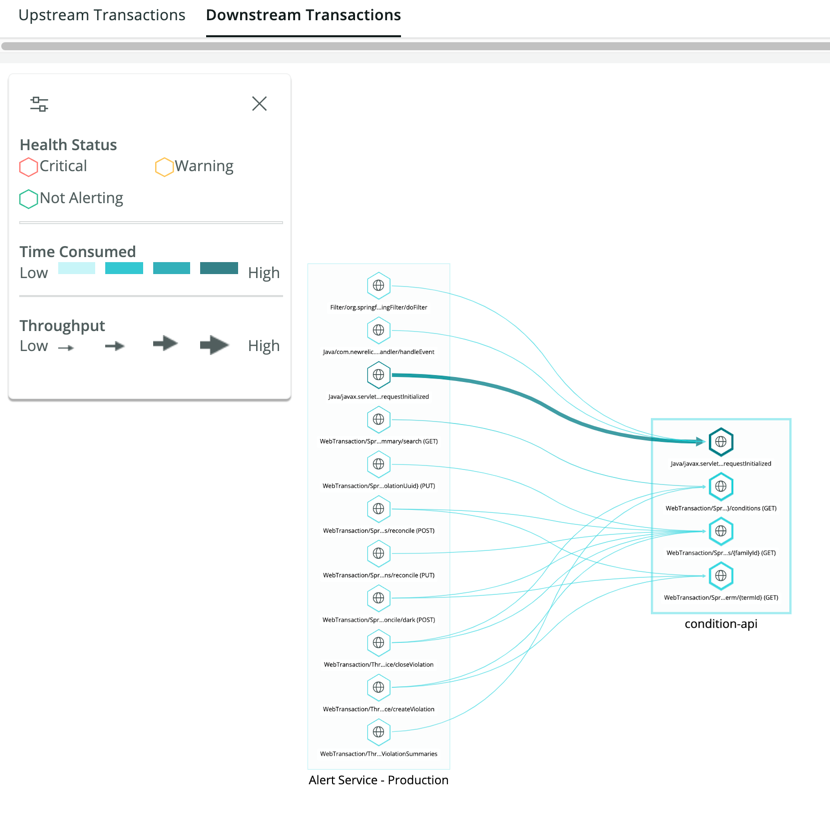 Upstream Transactions
Downstream Transactions
Health Status
Critical
Warning
Not Alerting
Time Consumed
Low
High
Throughput
Low
High
Filter/org.springf...ingFilter/doFilter
Java/com.newrelic....andler/handleEvent
Java/javax.servlet...requestInitialized
WebTransaction/Spr...mmary/search (GET)
WebTransaction/Spr...olationUuid} (PUT)
WebTransaction/Spr...s/reconcile (POST)
WebTransaction/Spr...ns/reconcile (PUT)
WebTransaction/Spr...oncile/dark (POST)
WebTransaction/Thr...ice/closeViolation
WebTransaction/Thr...ce/createViolation
WebTransaction/Thr...ViolationSummaries
Alert Service - Production
Java/javax.servlet...requestInitialized
WebTransaction/Spr...}/conditions (GET)
WebTransaction/Spr...s/{familyId} (GET)
WebTransaction/Spr...erm/{termId} (GET)
condition-api